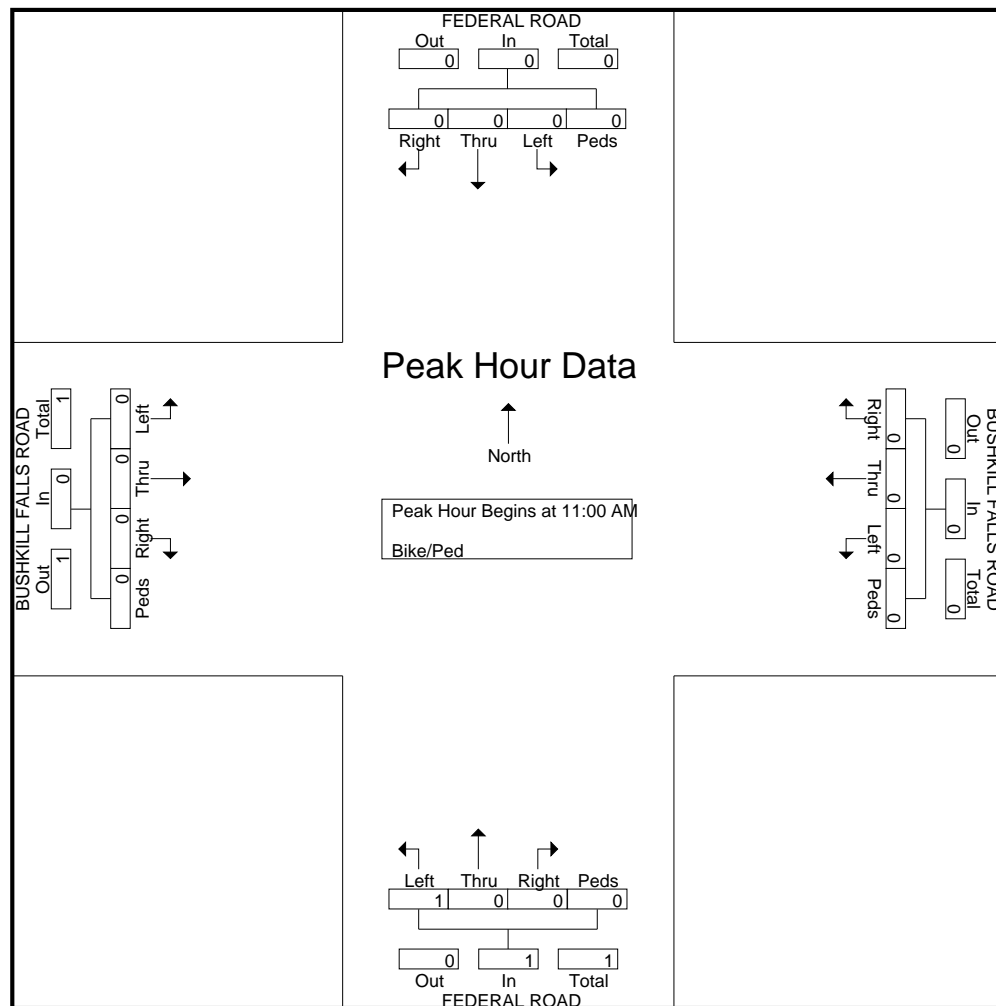 FEDERAL ROAD
Out In Total
0 0 0
0 0 0 0
Right Thru Left Peds
Peak Hour Data
North
Peak Hour Begins at 11:00 AM
Bike/Ped
BUSHKILL FALLS ROAD
Out In Total
1 0 1
0 0 0 0
Peds Right Thru Left
BUSHKILL FALLS ROAD
Out In Total
0 0 0
0 0 0 0
Right Thru Left Peds
Left Thru Right Peds
1 0 0 0
0 1 1
Out In Total
FEDERAL ROAD